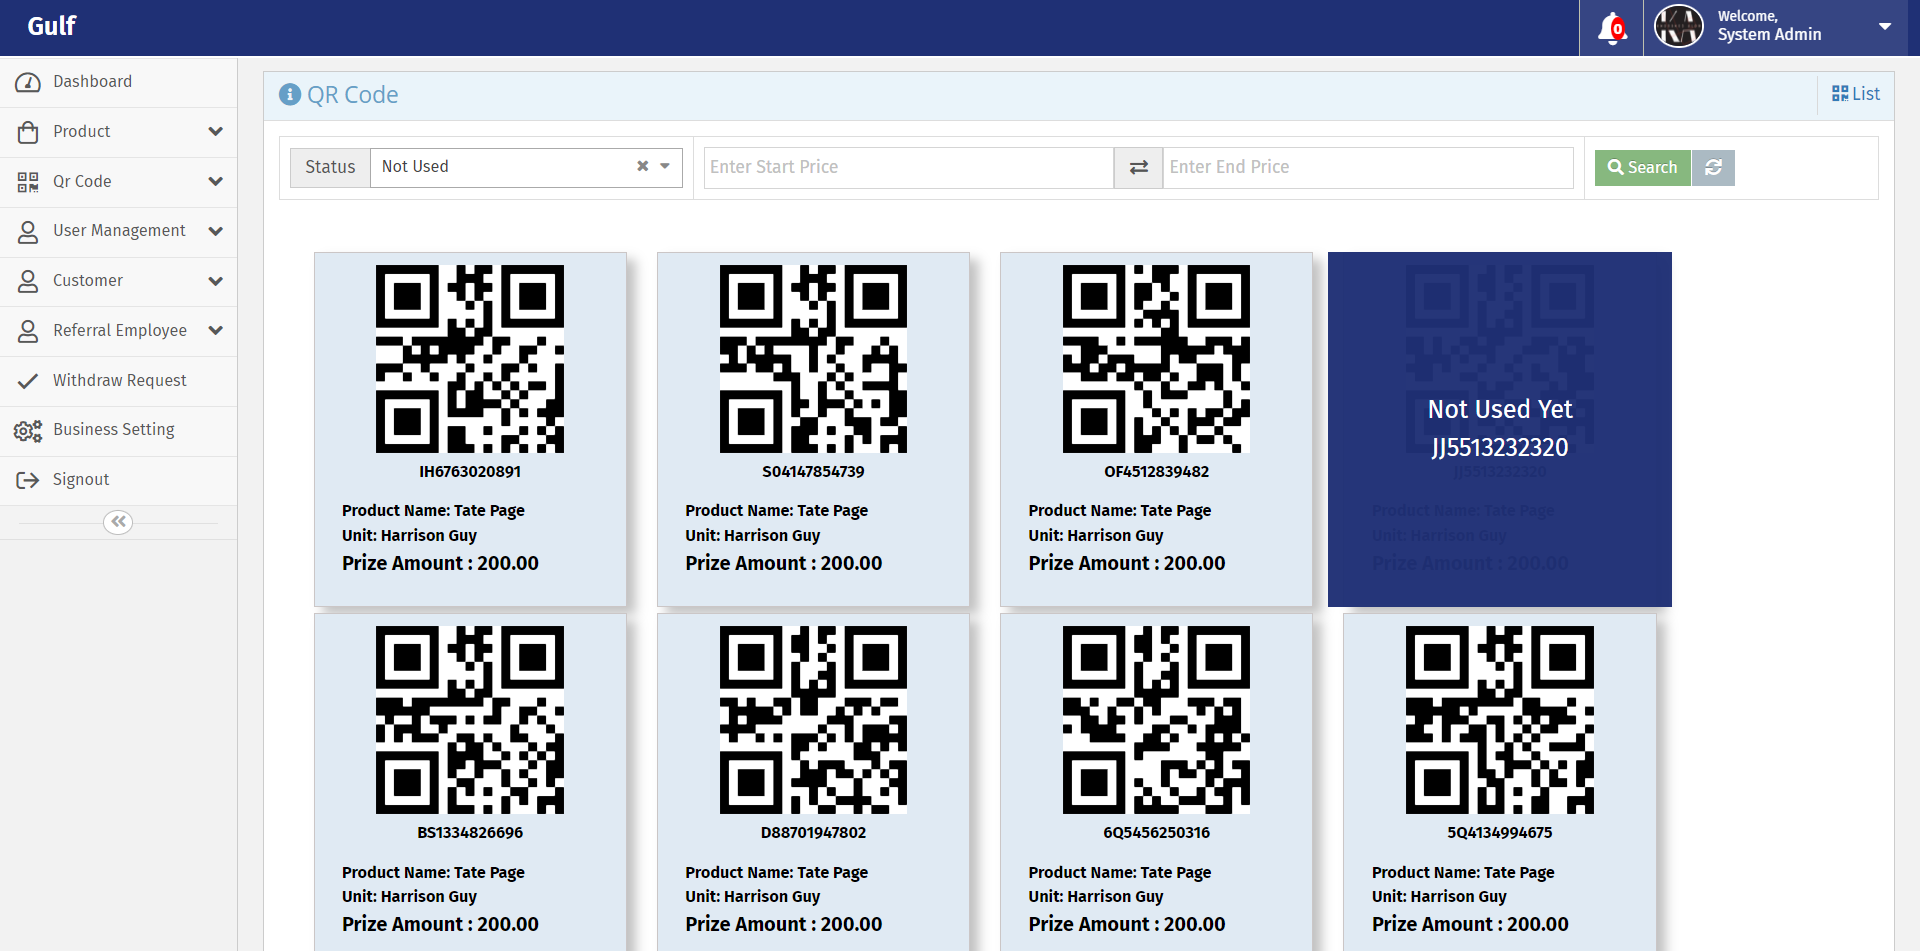 Gulf
0
Welcome,
System Admin
Dashboard
Product
Qr Code
User Management
Customer
Referral Employee
Withdraw Request
Business Setting
Signout
QR Code
List
Status
Not Used
Enter Start Price
Enter End Price
Search
IH6763020891
Product Name: Tate Page
Unit: Harrison Guy
Prize Amount : 200.00
S04147854739
Product Name: Tate Page
Unit: Harrison Guy
Prize Amount : 200.00
OF4512839482
Product Name: Tate Page
Unit: Harrison Guy
Prize Amount : 200.00
Not Used Yet
JJ5513232320
JJ5513232320
Product Name: Tate Page
Unit: Harrison Guy
Prize Amount : 200.00
BS1334826696
Product Name: Tate Page
Unit: Harrison Guy
Prize Amount : 200.00
D88701947802
Product Name: Tate Page
Unit: Harrison Guy
Prize Amount : 200.00
6Q5456250316
Product Name: Tate Page
Unit: Harrison Guy
Prize Amount : 200.00
5Q4134994675
Product Name: Tate Page
Unit: Harrison Guy
Prize Amount : 200.00